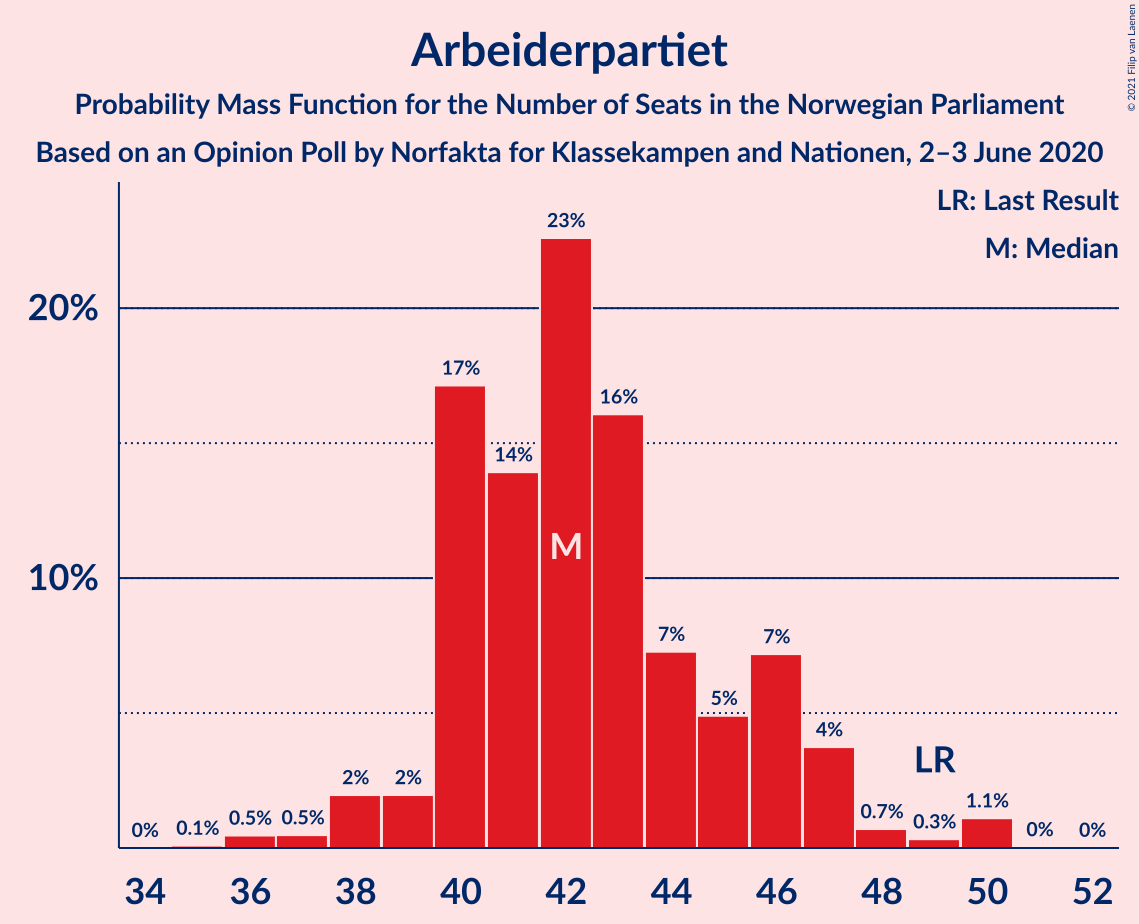 Arbeiderpartiet
Probability Mass Function for the Number of Seats in the Norwegian Parliament
Based on an Opinion Poll by Norfakta for Klassekampen and Nationen, 2–3 June 2020
© 2021 Filip van Laenen
LR: Last Result
M: Median
23%
20%
17%
16%
14%
M
10%
7%
7%
5%
4%
LR
2%
2%
1.1%
0.7%
0.5%
0.5%
0.3%
0.1%
0%
0%
0%
34 36 38 40 42 44 46 48 50 52